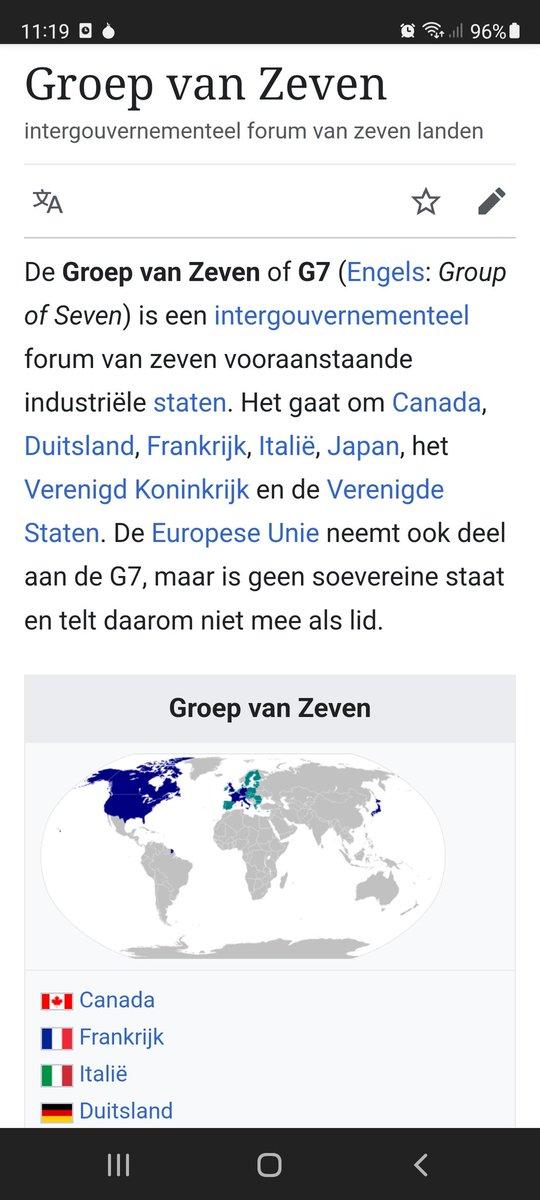 11:19
96%
Groep van Zeven
intergouvernementeel forum van zeven landen
De Groep van Zeven of G7 (Engels: Group
of Seven) is een intergouvernementeel
forum van zeven vooraanstaande
industriële staten. Het gaat om Canada,
Duitsland, Frankrijk, Italië, Japan, het
Verenigd Koninkrijk en de Verenigde
Staten. De Europese Unie neemt ook deel
aan de G7, maar is geen soevereine staat
en telt daarom niet mee als lid.
Groep van Zeven
Canada
Frankrijk
Italië
Duitsland